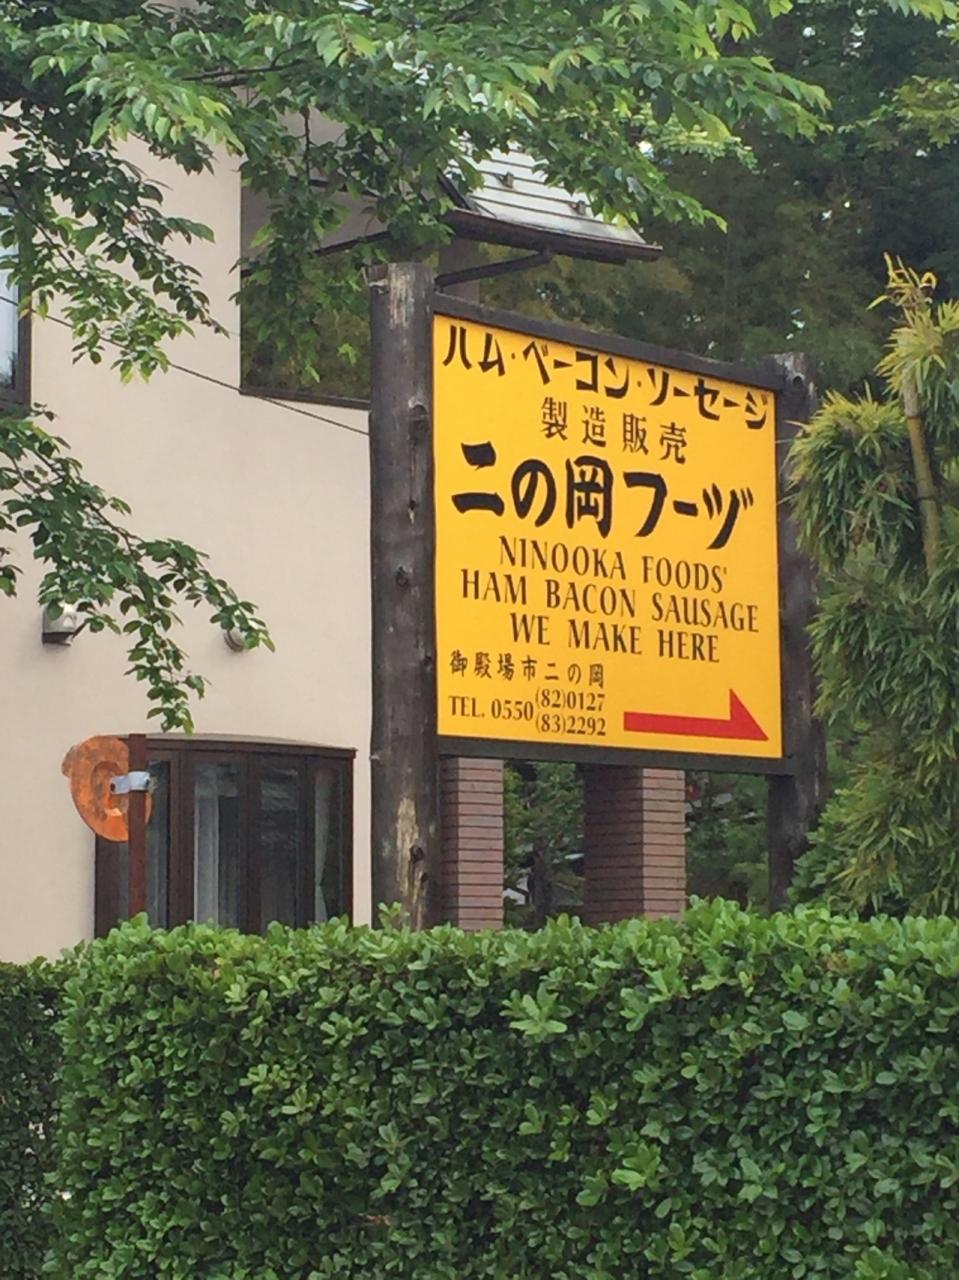 ハム・ベーコン・ソーセージ
製造販売
二の岡フーヅ
NINOOKA FOODS'
HAM BACON SAUSAGE
WE MAKE HERE
御殿場市二の岡
TEL. 0550 (82)0127
(83)2292